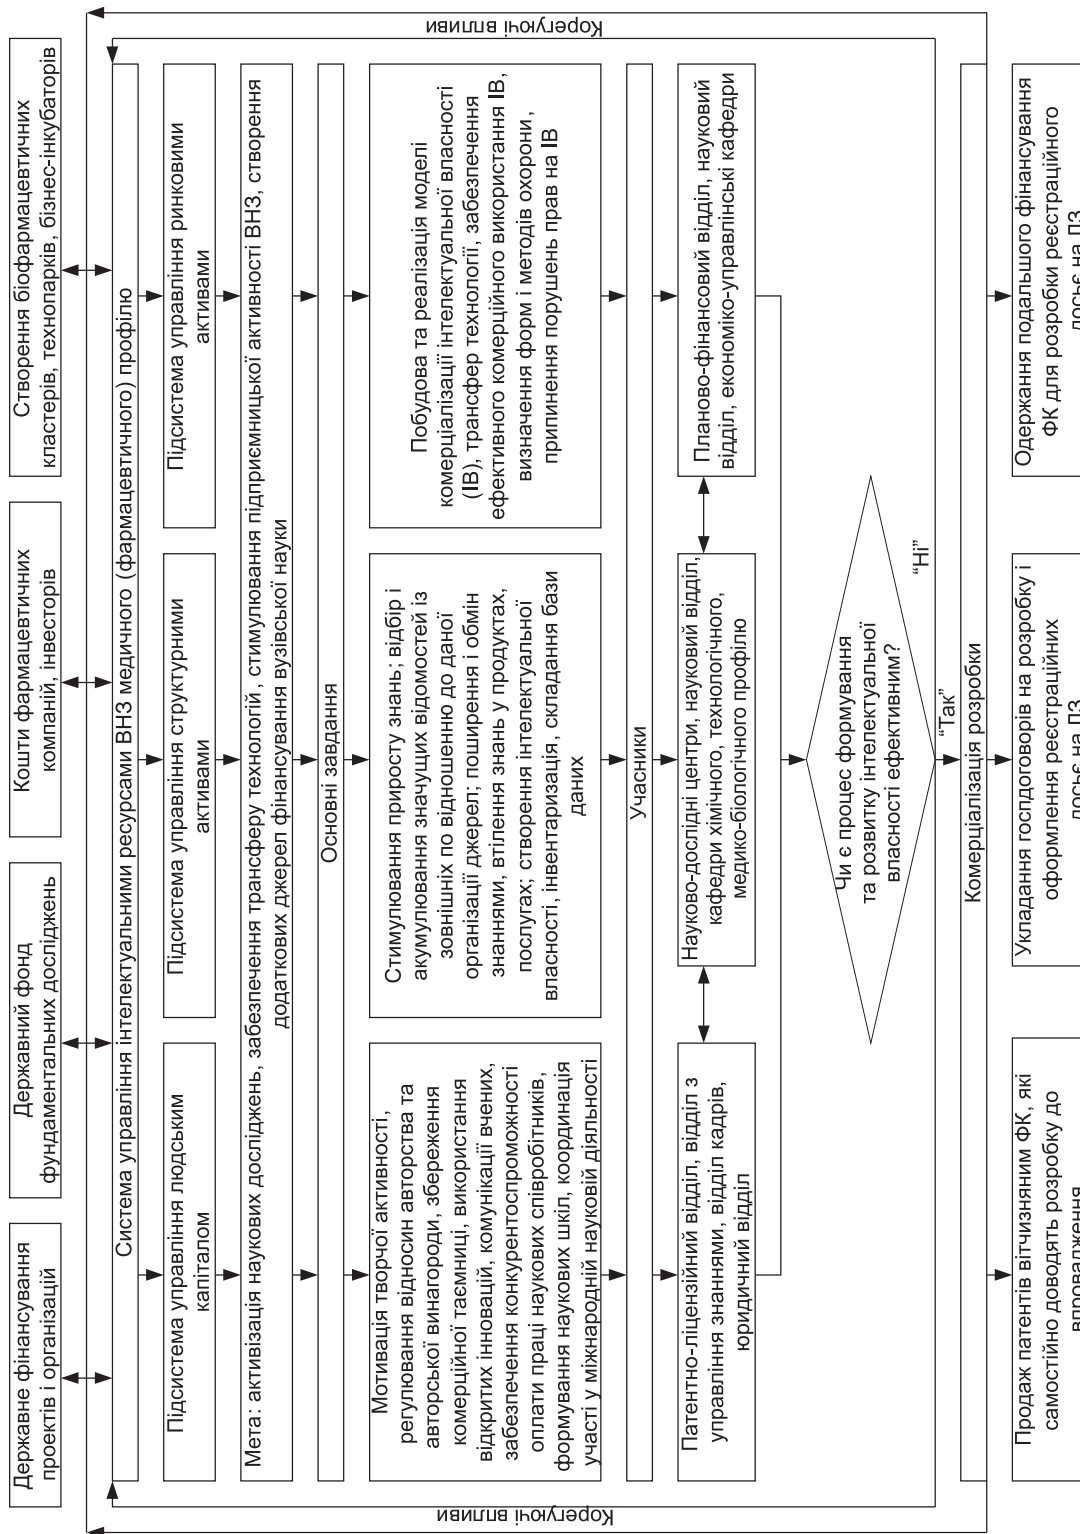 Корегуючі впливи
Державне фінансування
проектів і організацій
Державний фонд
фундаментальних досліджень
Кошти фармацевтичних
компаній, інвесторів
Створення біофармацевтичних
кластерів, технопарків, бізнес-інкубаторів
Система управління інтелектуальними ресурсами ВНЗ медичного (фармацевтичного) профілю
Підсистема управління людським
капіталом
Підсистема управління структурними
активами
Підсистема управління ринковими
активами
Мета: активізація наукових досліджень, забезпечення трансферу технологій, стимулювання підприємницької активності ВНЗ, створення
додаткових джерел фінансування вузівської науки
Основні завдання
Мотивація творчої активності,
регулювання відносин авторства та
авторської винагороди, збереження
комерційної таємниці, використання
відкритих інновацій, комунікації вчених,
забезпечення конкурентоспроможності
оплати праці наукових співробітників,
формування наукових шкіл, координація
участі у міжнародній науковій діяльності
Стимулювання приросту знань; відбір і
акумулювання значущих відомостей із
зовнішніх по відношенню до даної
організації джерел; поширення і обмін
знаннями, втілення знань у продуктах,
послугах; створення інтелектуальної
власності, інвентаризація, складання бази
даних
Побудова та реалізація моделі
комерціалізації інтелектуальної власності
(ІВ), трансфер технології, забезпечення
ефективного комерційного використання ІВ,
визначення форм і методів охорони,
припинення порушень прав на ІВ
Учасники
Патентно-ліцензійний відділ, відділ з
управління знаннями, відділ кадрів,
юридичний відділ
Науково-дослідні центри, науковий відділ,
кафедри хімічного, технологічного,
медико-біологічного профілю
Планово-фінансовий відділ, науковий
відділ, економіко-управлінські кафедри
Чи є процес формування
та розвитку інтелектуальної
власності ефективним?
“Ні”
“Так”
Комерціалізація розробки
Продаж патентів вітчизняним ФК, які
самостійно доводять розробку до
впровадження
Укладання госпдоговорів на розробку і
оформлення реєстраційних
досьє на ПЗ
Одержання подальшого фінансування
ФК для розробки реєстраційного
досьє на ПЗ
Корегуючі впливи